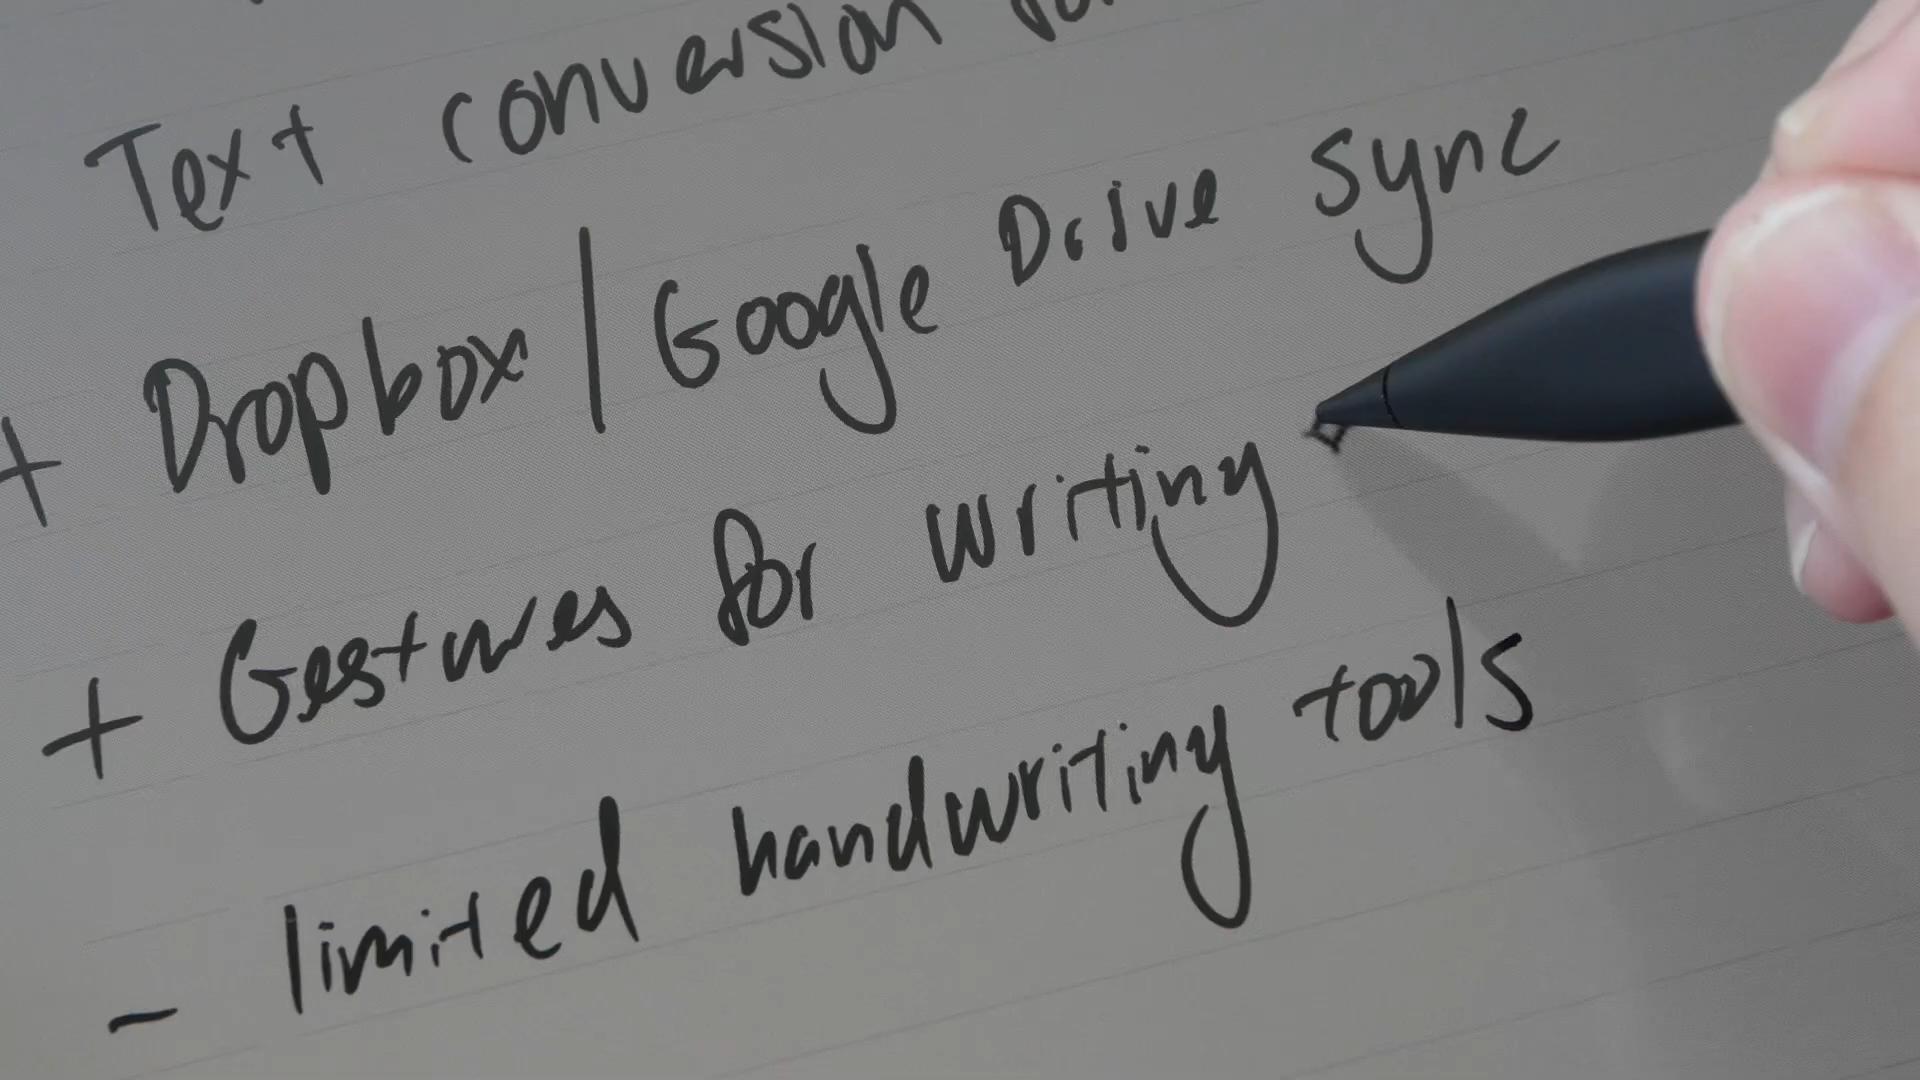 Text conversion
+ Dropbox / Google Drive sync
+ Gestures for writing
- limited handwriting tools